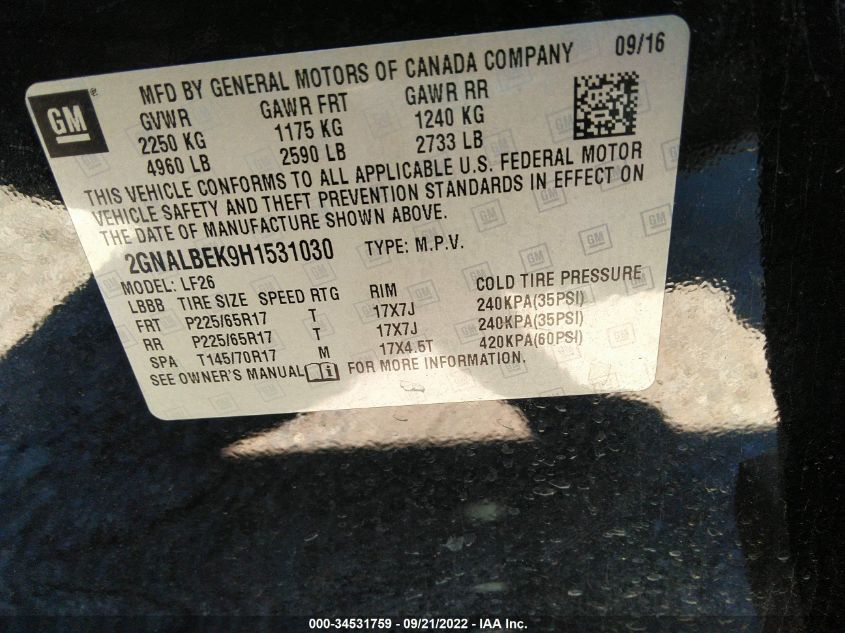 GM
MFD BY GENERAL MOTORS OF CANADA COMPANY 09/16
GVWR GAWR FRT GAWR RR
2250 KG 1175 KG 1240 KG
4960 LB 2590 LB 2733 LB
THIS VEHICLE CONFORMS TO ALL APPLICABLE U.S. FEDERAL MOTOR
VEHICLE SAFETY AND THEFT PREVENTION STANDARDS IN EFFECT ON
THE DATE OF MANUFACTURE SHOWN ABOVE.
2GNALBEK9H1531030 TYPE: M.P.V.
MODEL: LF26
LBBB TIRE SIZE SPEED RTG RIM COLD TIRE PRESSURE
FRT P225/65R17 T 17X7J 240KPA(35PSI)
RR P225/65R17 T 17X7J 240KPA(35PSI)
SPA T145/70R17 M 17X4.5T 420KPA(60PSI)
SEE OWNER'S MANUAL FOR MORE INFORMATION.
000-34531759 - 09/21/2022 - IAA Inc.